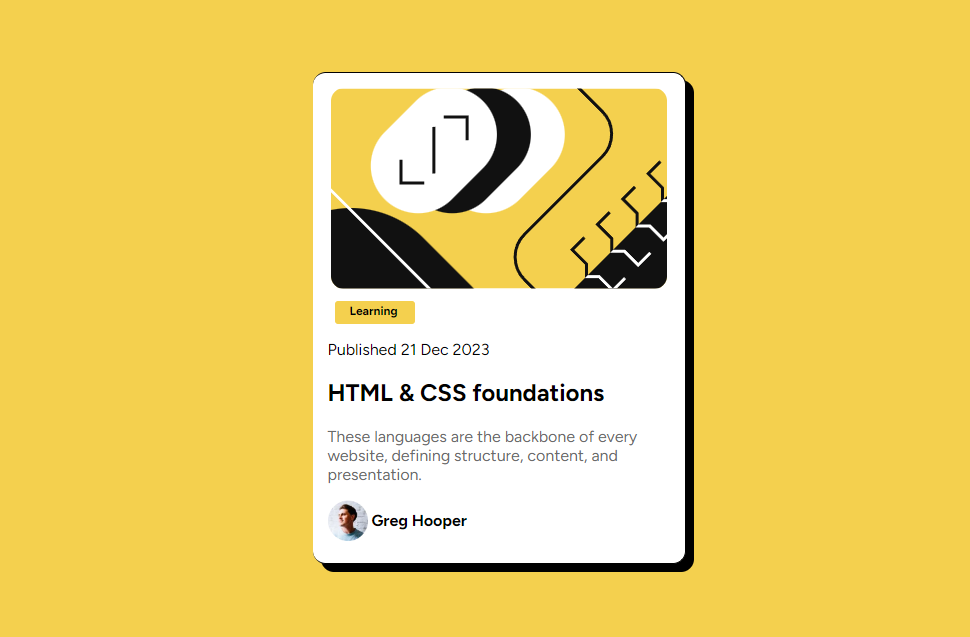 Learning
Published 21 Dec 2023
HTML & CSS foundations
These languages are the backbone of every
website, defining structure, content, and
presentation.
Greg Hooper